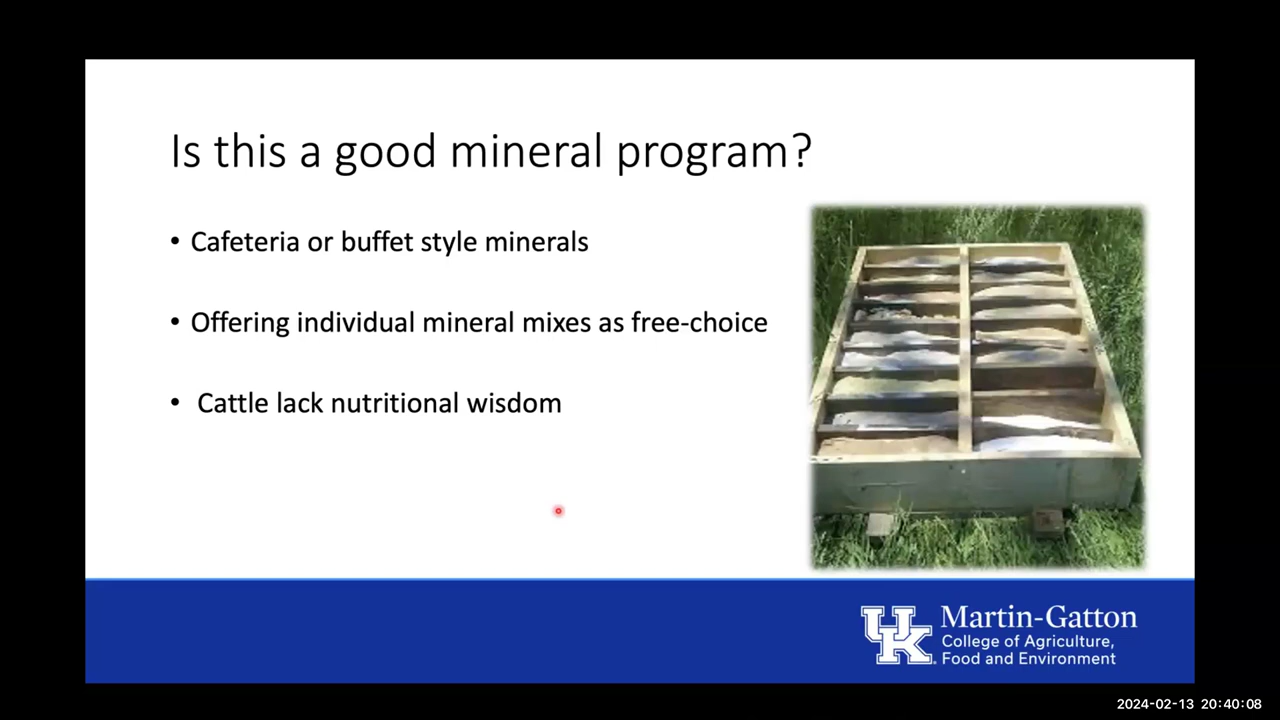 Is this a good mineral program?
• Cafeteria or buffet style minerals
• Offering individual mineral mixes as free-choice
• Cattle lack nutritional wisdom
UK
Martin-Gatton
College of Agriculture,
Food and Environment
2024-02-13 20:40:08